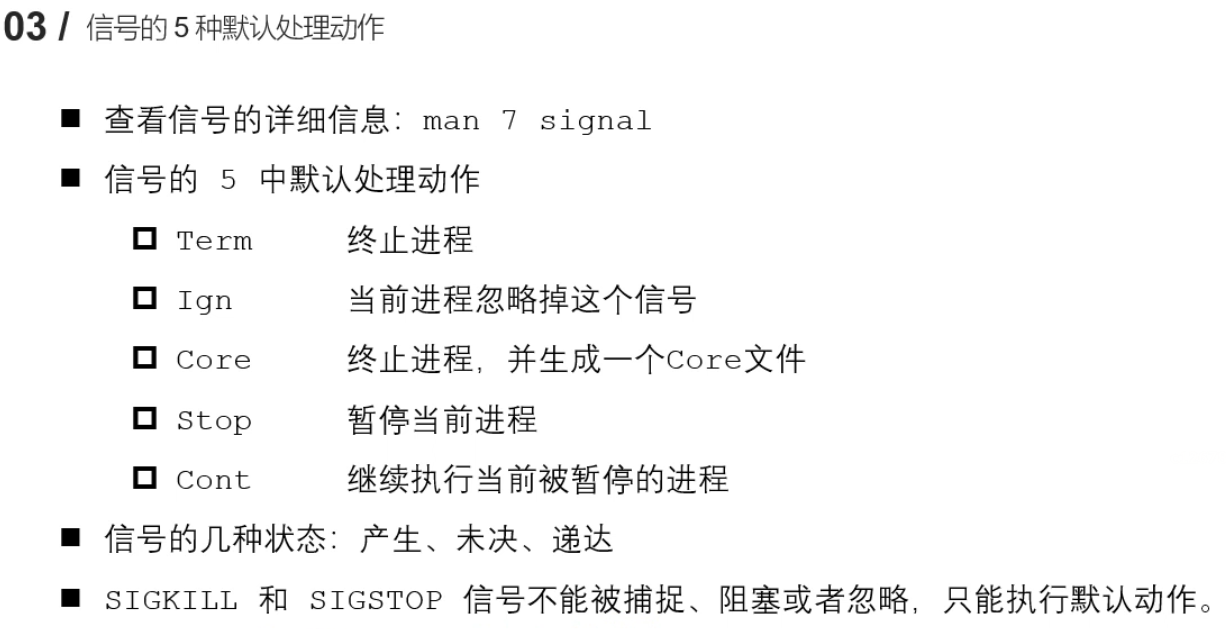 03 / 信号的 5 种默认处理动作
■ 查看信号的详细信息：man 7 signal
■ 信号的 5 中默认处理动作
Term 终止进程
Ign 当前进程忽略掉这个信号
Core 终止进程，并生成一个Core文件
Stop 暂停当前进程
Cont 继续执行当前被暂停的进程
■ 信号的几种状态：产生、未决、递达
■ SIGKILL 和 SIGSTOP 信号不能被捕捉、阻塞或者忽略，只能执行默认动作。